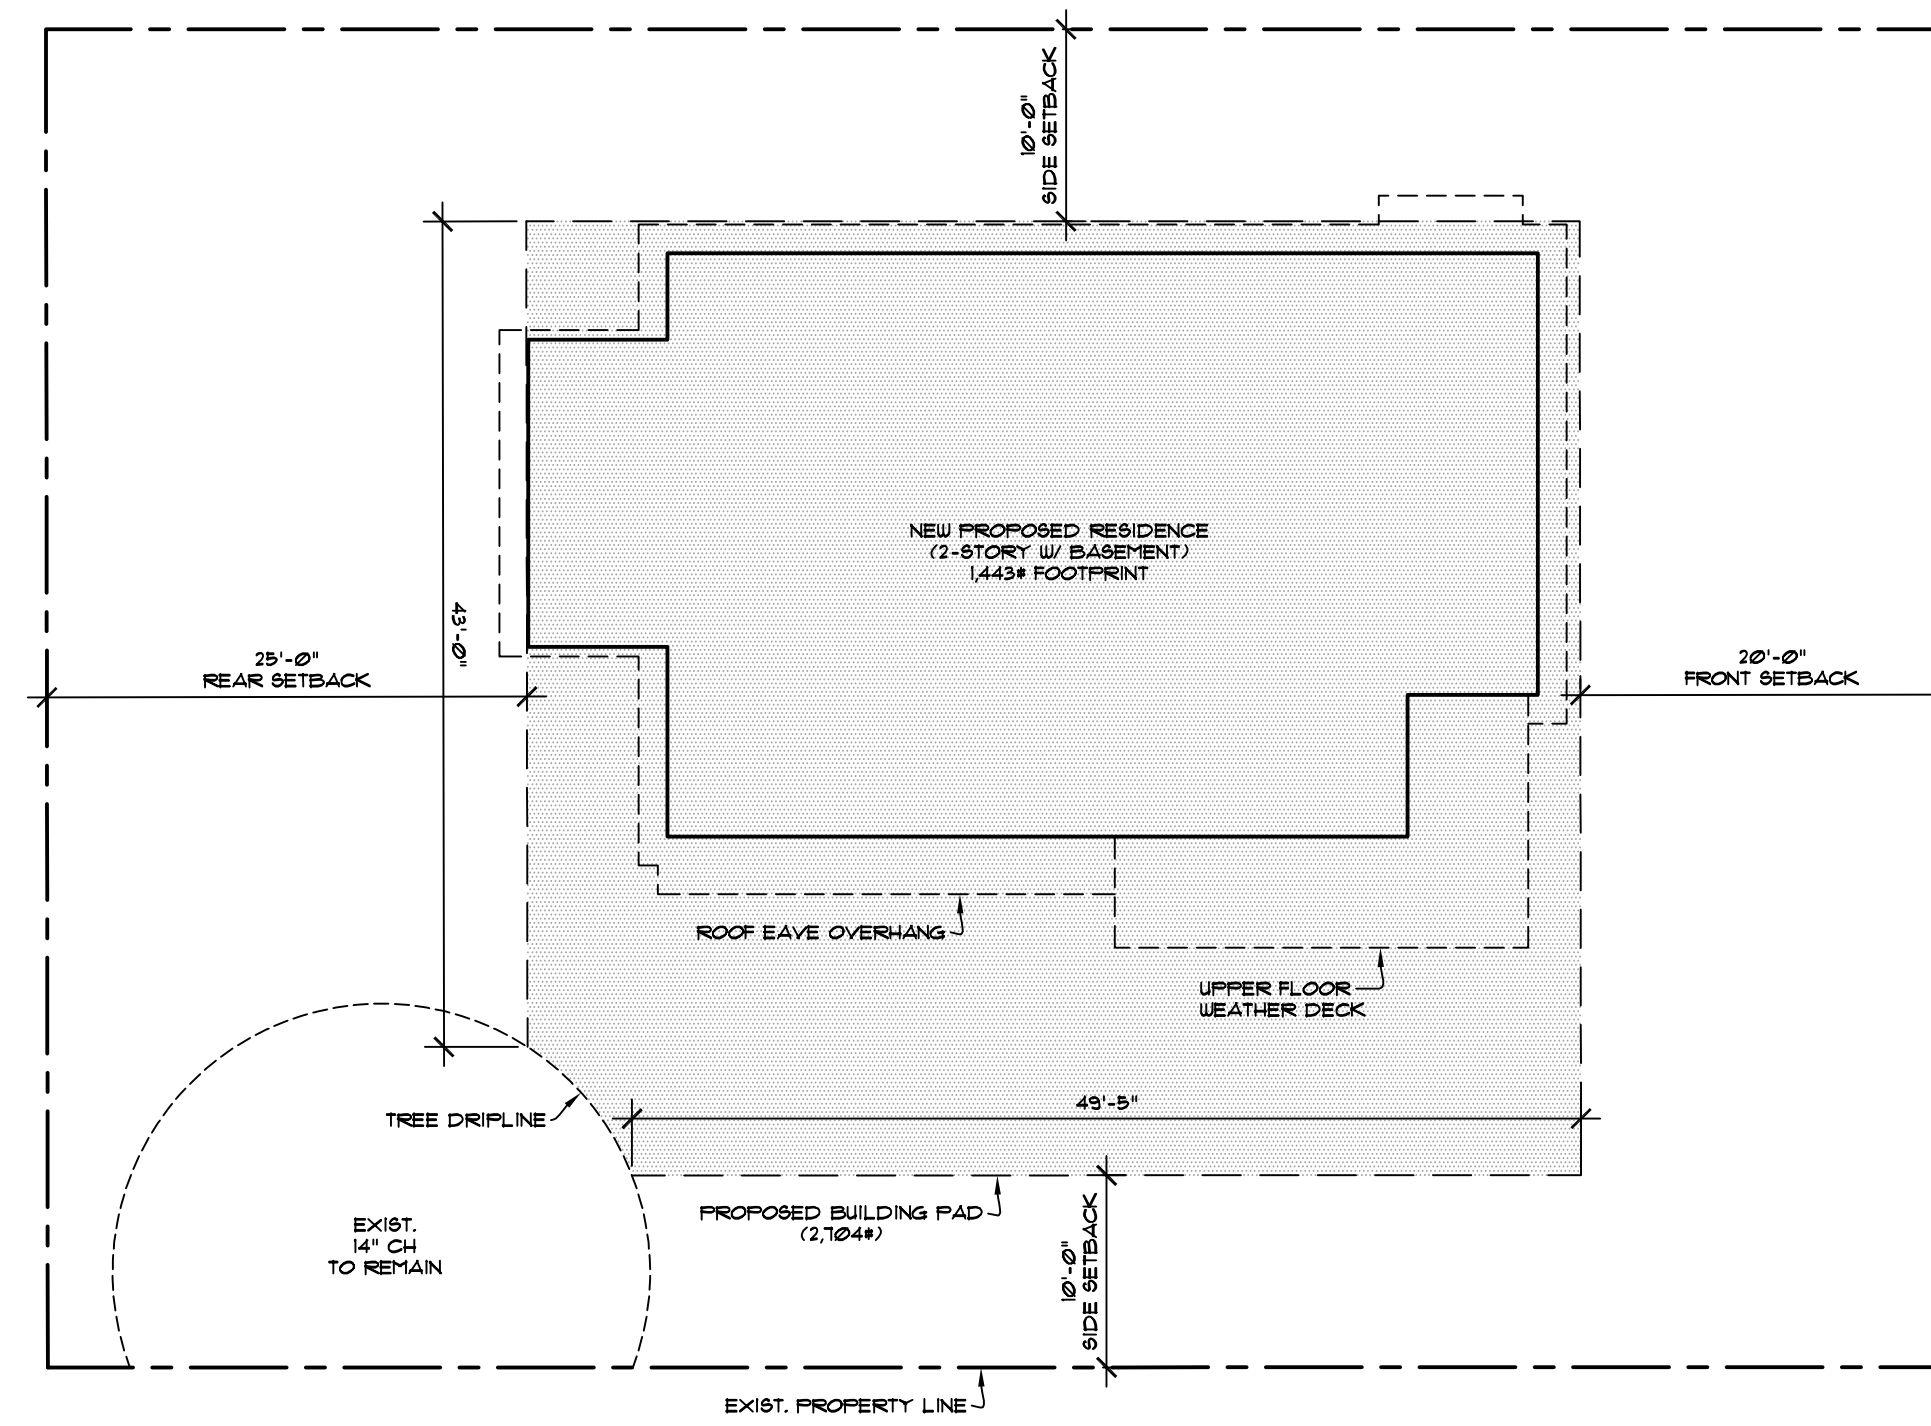 10'-0"
SIDE SETBACK
NEW PROPOSED RESIDENCE
(2-STORY W/ BASEMENT)
1,443# FOOTPRINT
43'-0"
25'-0"
REAR SETBACK
20'-0"
FRONT SETBACK
ROOF EAVE OVERHANG
UPPER FLOOR
WEATHER DECK
49'-5"
TREE DRIPLINE
PROPOSED BUILDING PAD
(2,704#)
EXIST.
14" CH
TO REMAIN
10'-0"
SIDE SETBACK
EXIST. PROPERTY LINE